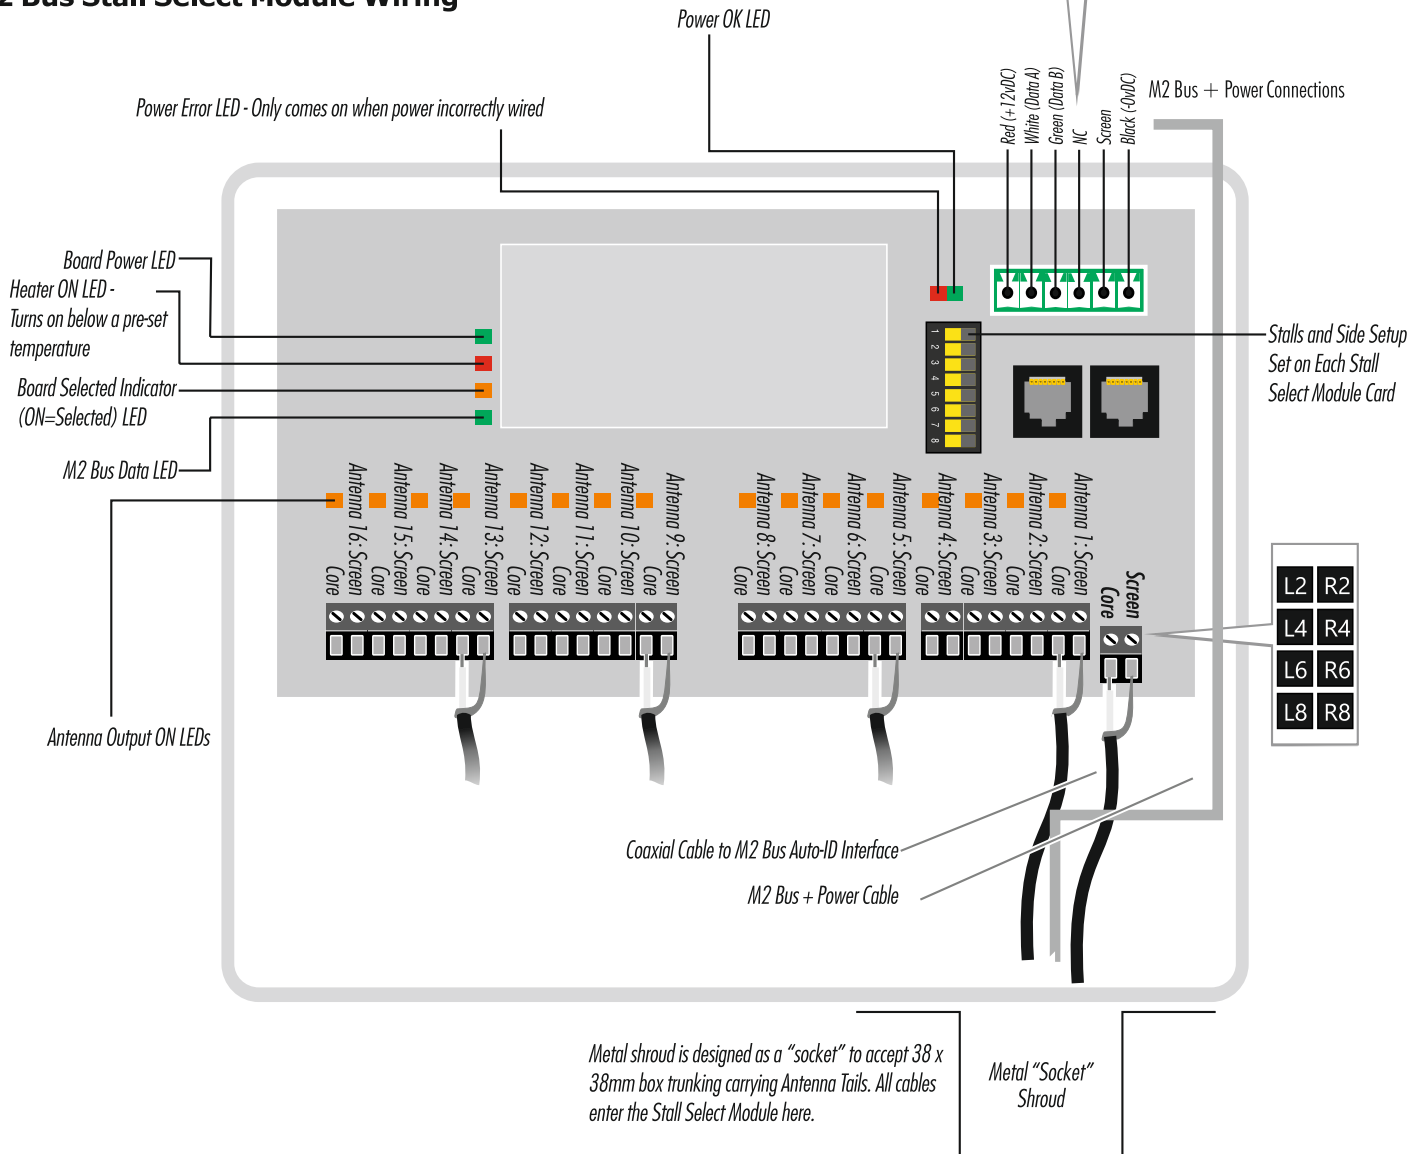 2 Bus Stall Select Module Wiring
Power OK LED
Power Error LED - Only comes on when power incorrectly wired
Red (+12vDC)
White (Data A)
Green (Data B)
NC
Screen
Black (-0vDC)
M2 Bus + Power Connections
Board Power LED
Heater ON LED -
Turns on below a pre-set
temperature
Board Selected Indicator
(ON=Selected) LED
M2 Bus Data LED
1
2
3
4
5
6
7
8
Stalls and Side Setup
Set on Each Stall
Select Module Card
Antenna 16: Screen
Core
Antenna 15: Screen
Core
Antenna 14: Screen
Core
Antenna 13: Screen
Core
Antenna 12: Screen
Core
Antenna 11: Screen
Core
Antenna 10: Screen
Core
Antenna 9: Screen
Core
Antenna 8: Screen
Core
Antenna 7: Screen
Core
Antenna 6: Screen
Core
Antenna 5: Screen
Core
Antenna 4: Screen
Core
Antenna 3: Screen
Core
Antenna 2: Screen
Core
Antenna 1: Screen
Core
Screen
Core
L2 R2
L4 R4
L6 R6
L8 R8
Antenna Output ON LEDs
Coaxial Cable to M2 Bus Auto-ID Interface
M2 Bus + Power Cable
Metal shroud is designed as a “socket” to accept 38 x
38mm box trunking carrying Antenna Tails. All cables
enter the Stall Select Module here.
Metal “Socket”
Shroud